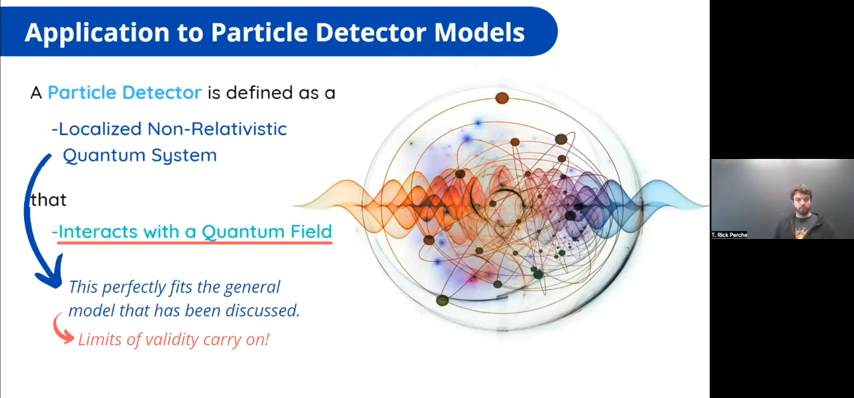 Application to Particle Detector Models
A Particle Detector is defined as a
-Localized Non-Relativistic
Quantum System
that
-Interacts with a Quantum Field
This perfectly fits the general
model that has been discussed.
Limits of validity carry on!
T. Rick Perche